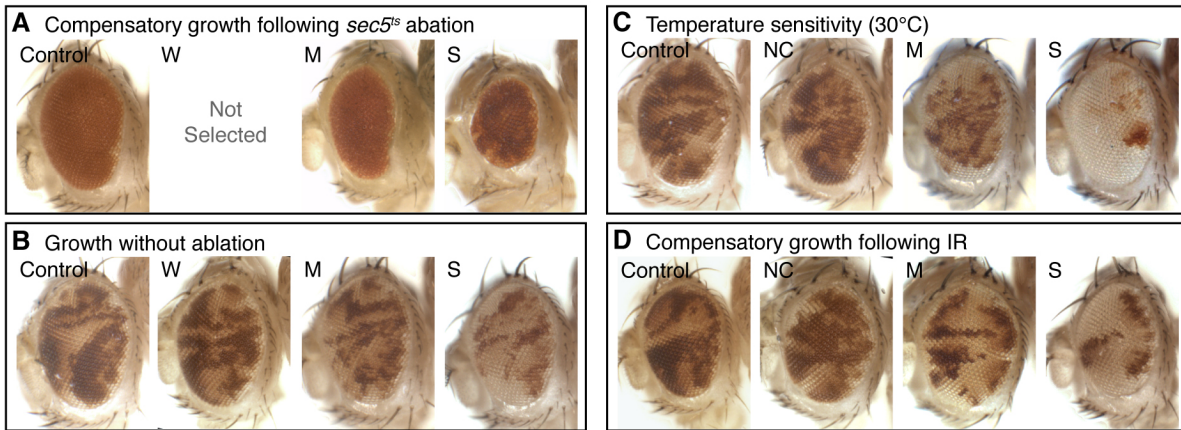 A Compensatory growth following sec5ts abation
Control W M S
Not
Selected
B Growth without ablation
Control W M S
C Temperature sensitivity (30°C)
Control NC M S
D Compensatory growth following IR
Control NC M S